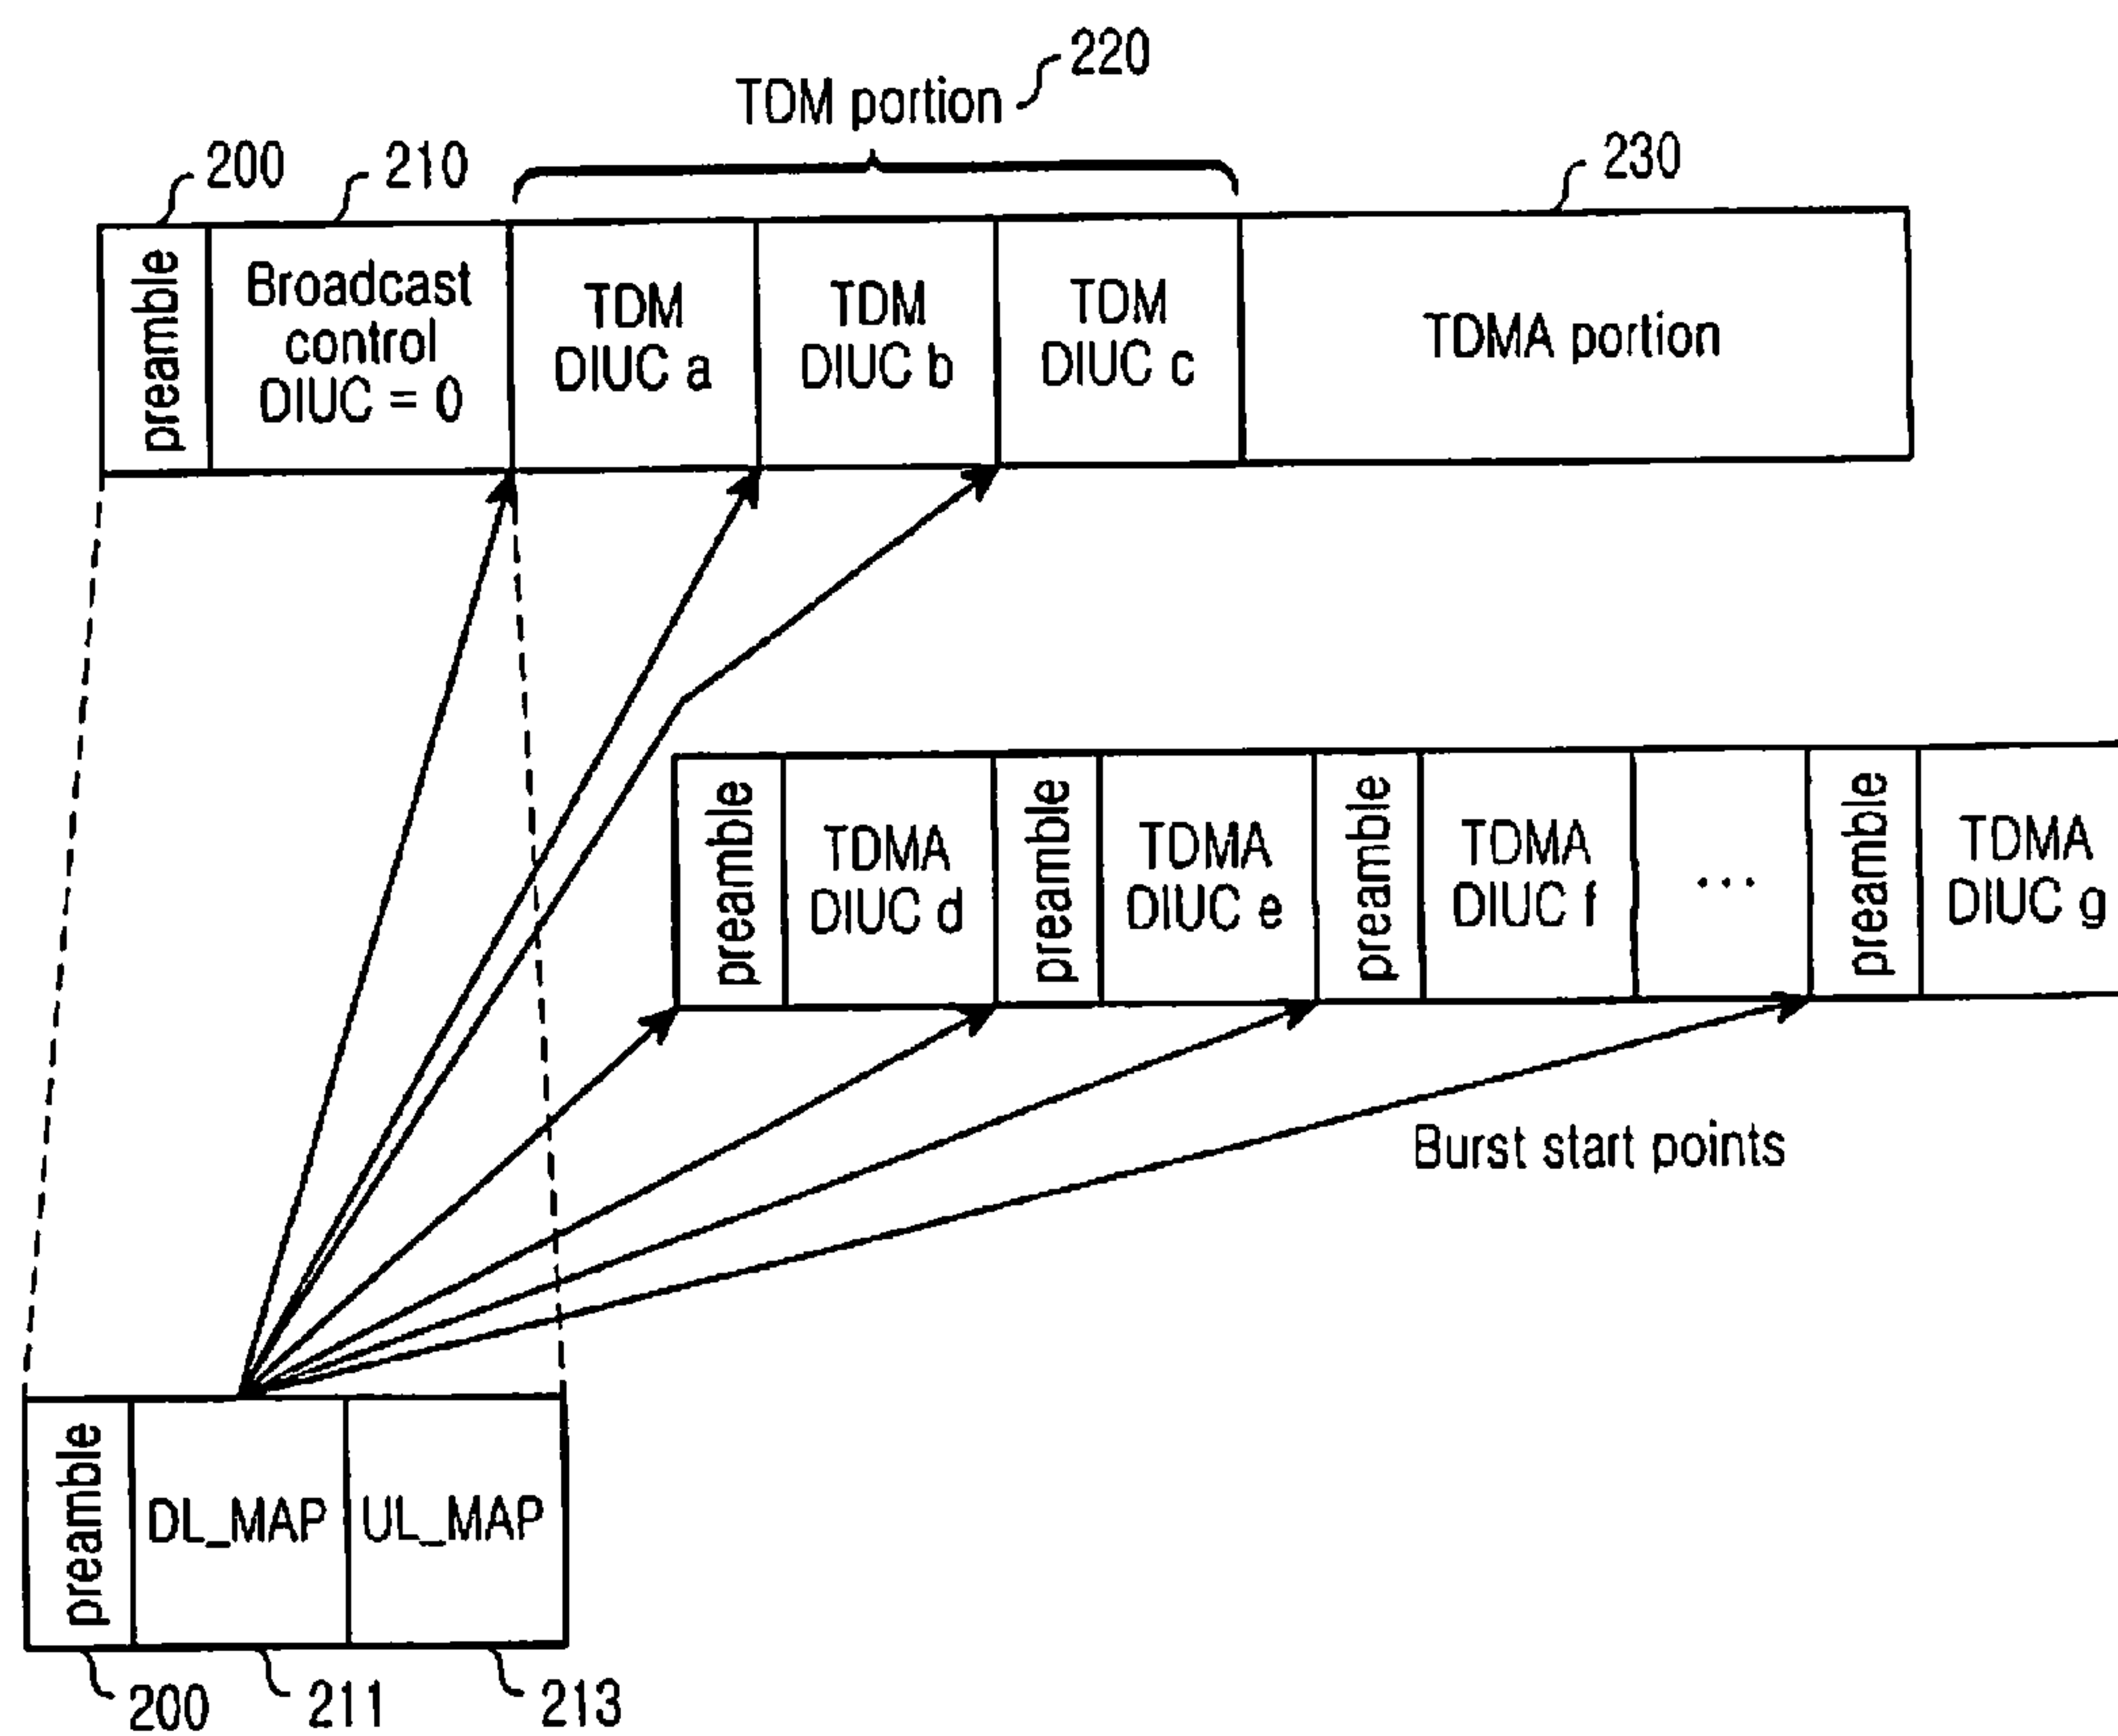 220
TDM portion
200
210
230
preamble
Broadcast
control
DIUC = 0
TDM
DIUC a
TDM
DIUC b
TDM
DIUC c
TDMA portion
preamble
TDMA
DIUC d
preamble
TDMA
DIUC e
preamble
TDMA
DIUC f
...
preamble
TDMA
DIUC g
Burst start points
preamble
DL_MAP
UL_MAP
200
211
213